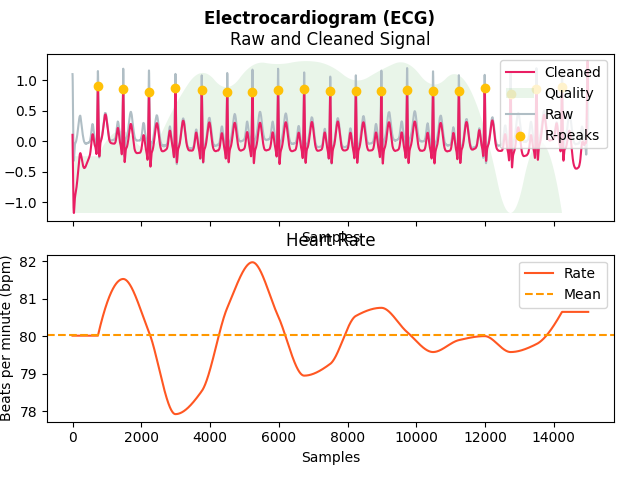 Electrocardiogram (ECG)
Raw and Cleaned Signal
1.0
0.5
0.0
−0.5
−1.0
Cleaned
Quality
Raw
R-peaks
Samples
Heart Rate
Beats per minute (bpm)
82
81
80
79
78
Rate
Mean
0 2000 4000 6000 8000 10000 12000 14000
Samples